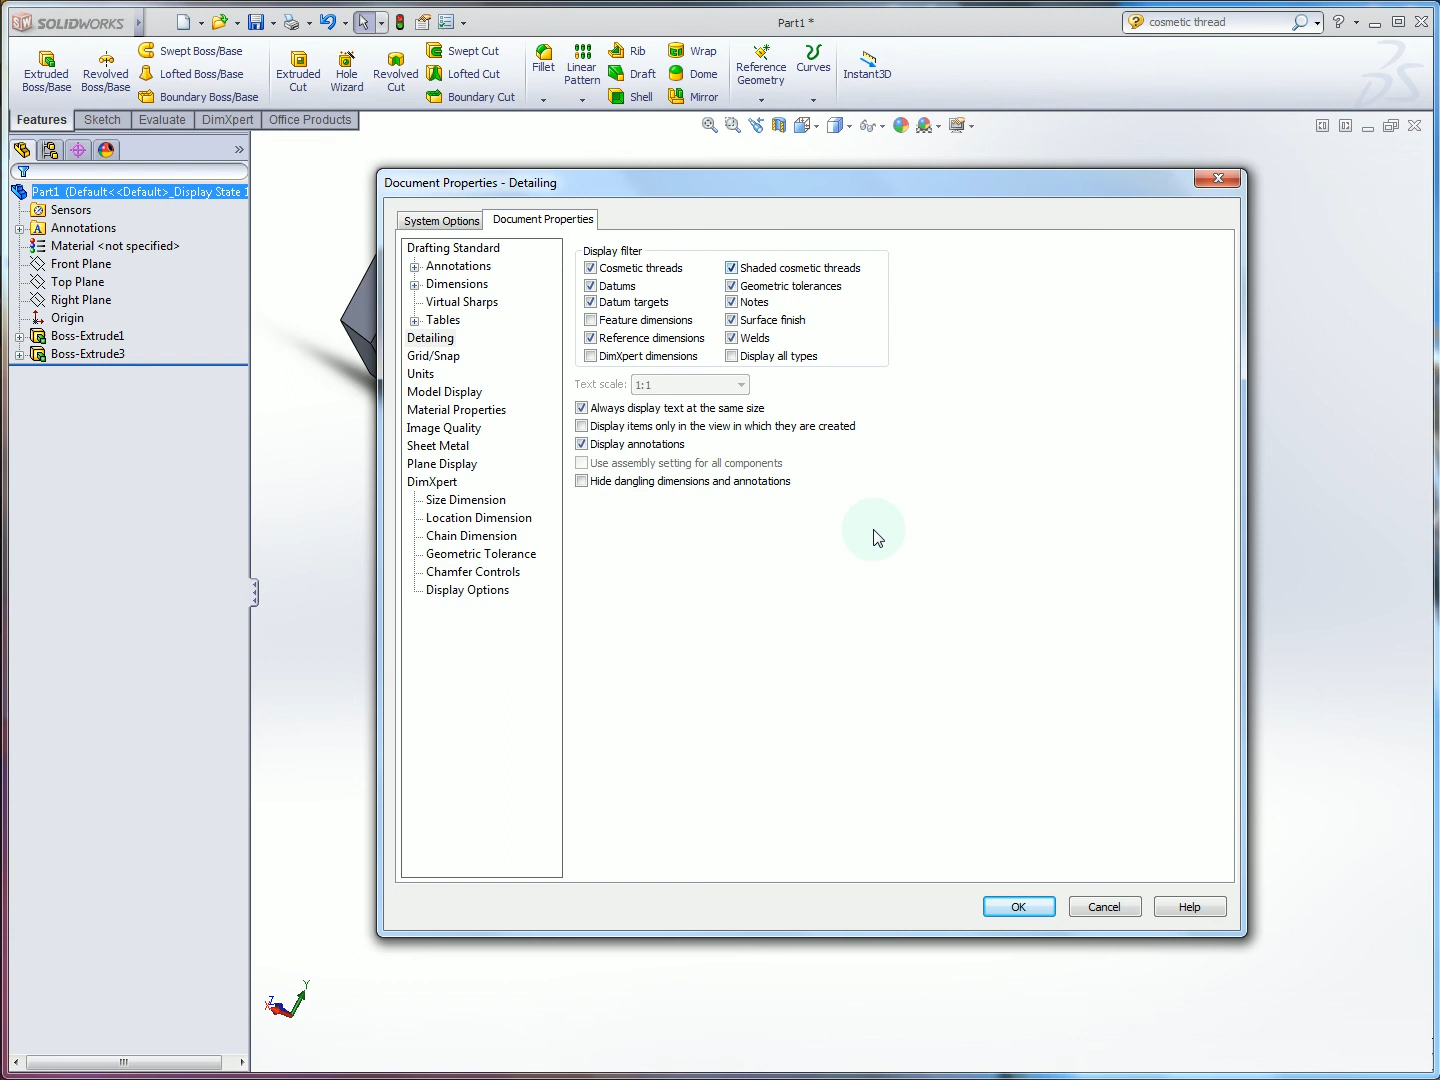 SOLIDWORKS
Part1 *
cosmetic thread
Extruded Boss/Base
Revolved Boss/Base
Swept Boss/Base
Lofted Boss/Base
Boundary Boss/Base
Extruded Cut
Hole Wizard
Revolved Cut
Swept Cut
Lofted Cut
Boundary Cut
Fillet
Linear Pattern
Rib
Draft
Shell
Wrap
Dome
Mirror
Reference Geometry
Curves
Instant3D
Features
Sketch
Evaluate
DimXpert
Office Products
Part1 (Default<<Default>_Display State 1
Sensors
Annotations
Material <not specified>
Front Plane
Top Plane
Right Plane
Origin
Boss-Extrude1
Boss-Extrude3
Document Properties - Detailing
System Options
Document Properties
Drafting Standard
Annotations
Dimensions
Virtual Sharps
Tables
Detailing
Grid/Snap
Units
Model Display
Material Properties
Image Quality
Sheet Metal
Plane Display
DimXpert
Size Dimension
Location Dimension
Chain Dimension
Geometric Tolerance
Chamfer Controls
Display Options
Display filter
Cosmetic threads
Shaded cosmetic threads
Datums
Geometric tolerances
Datum targets
Notes
Feature dimensions
Surface finish
Reference dimensions
Welds
DimXpert dimensions
Display all types
Text scale:
1:1
Always display text at the same size
Display items only in the view in which they are created
Display annotations
Use assembly setting for all components
Hide dangling dimensions and annotations
OK
Cancel
Help
Y
Z
X